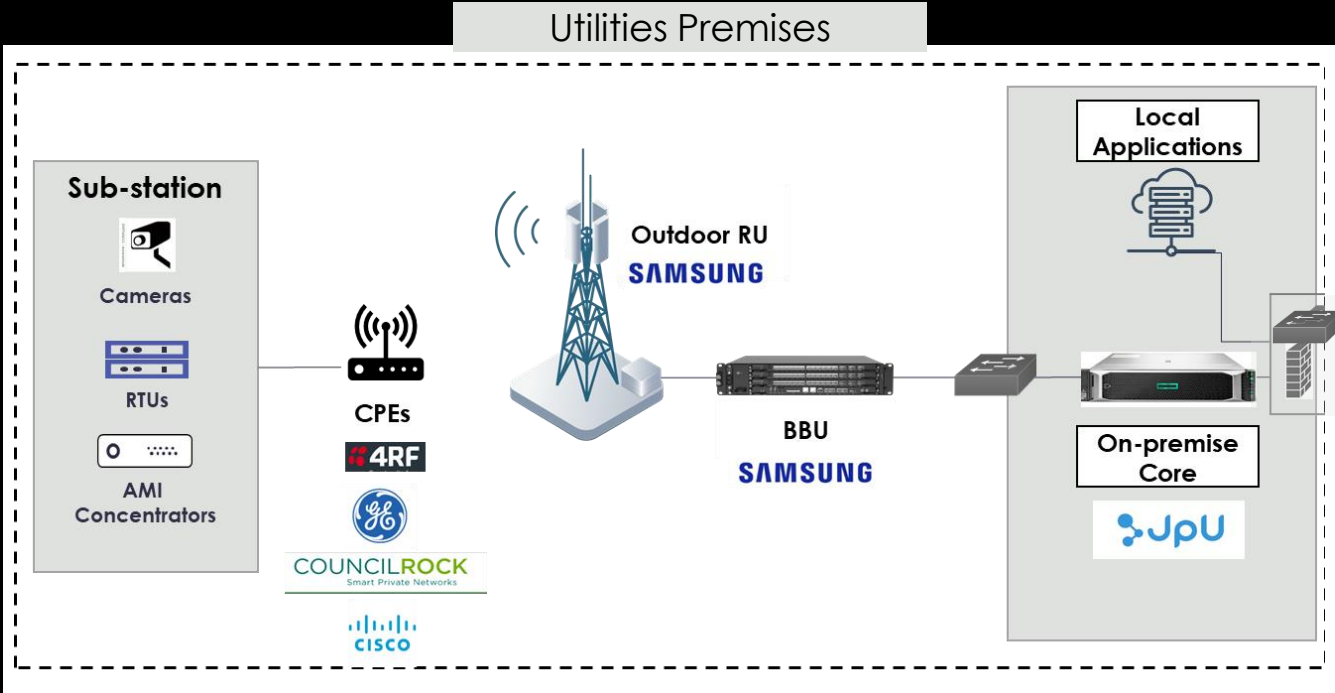 Utilities Premises
Sub-station
Cameras
RTUs
AMI
Concentrators
CPEs
4RF
GE
COUNCILROCK
Smart Private Networks
CISCO
Outdoor RU
SAMSUNG
BBU
SAMSUNG
Local
Applications
On-premise
Core
JpU